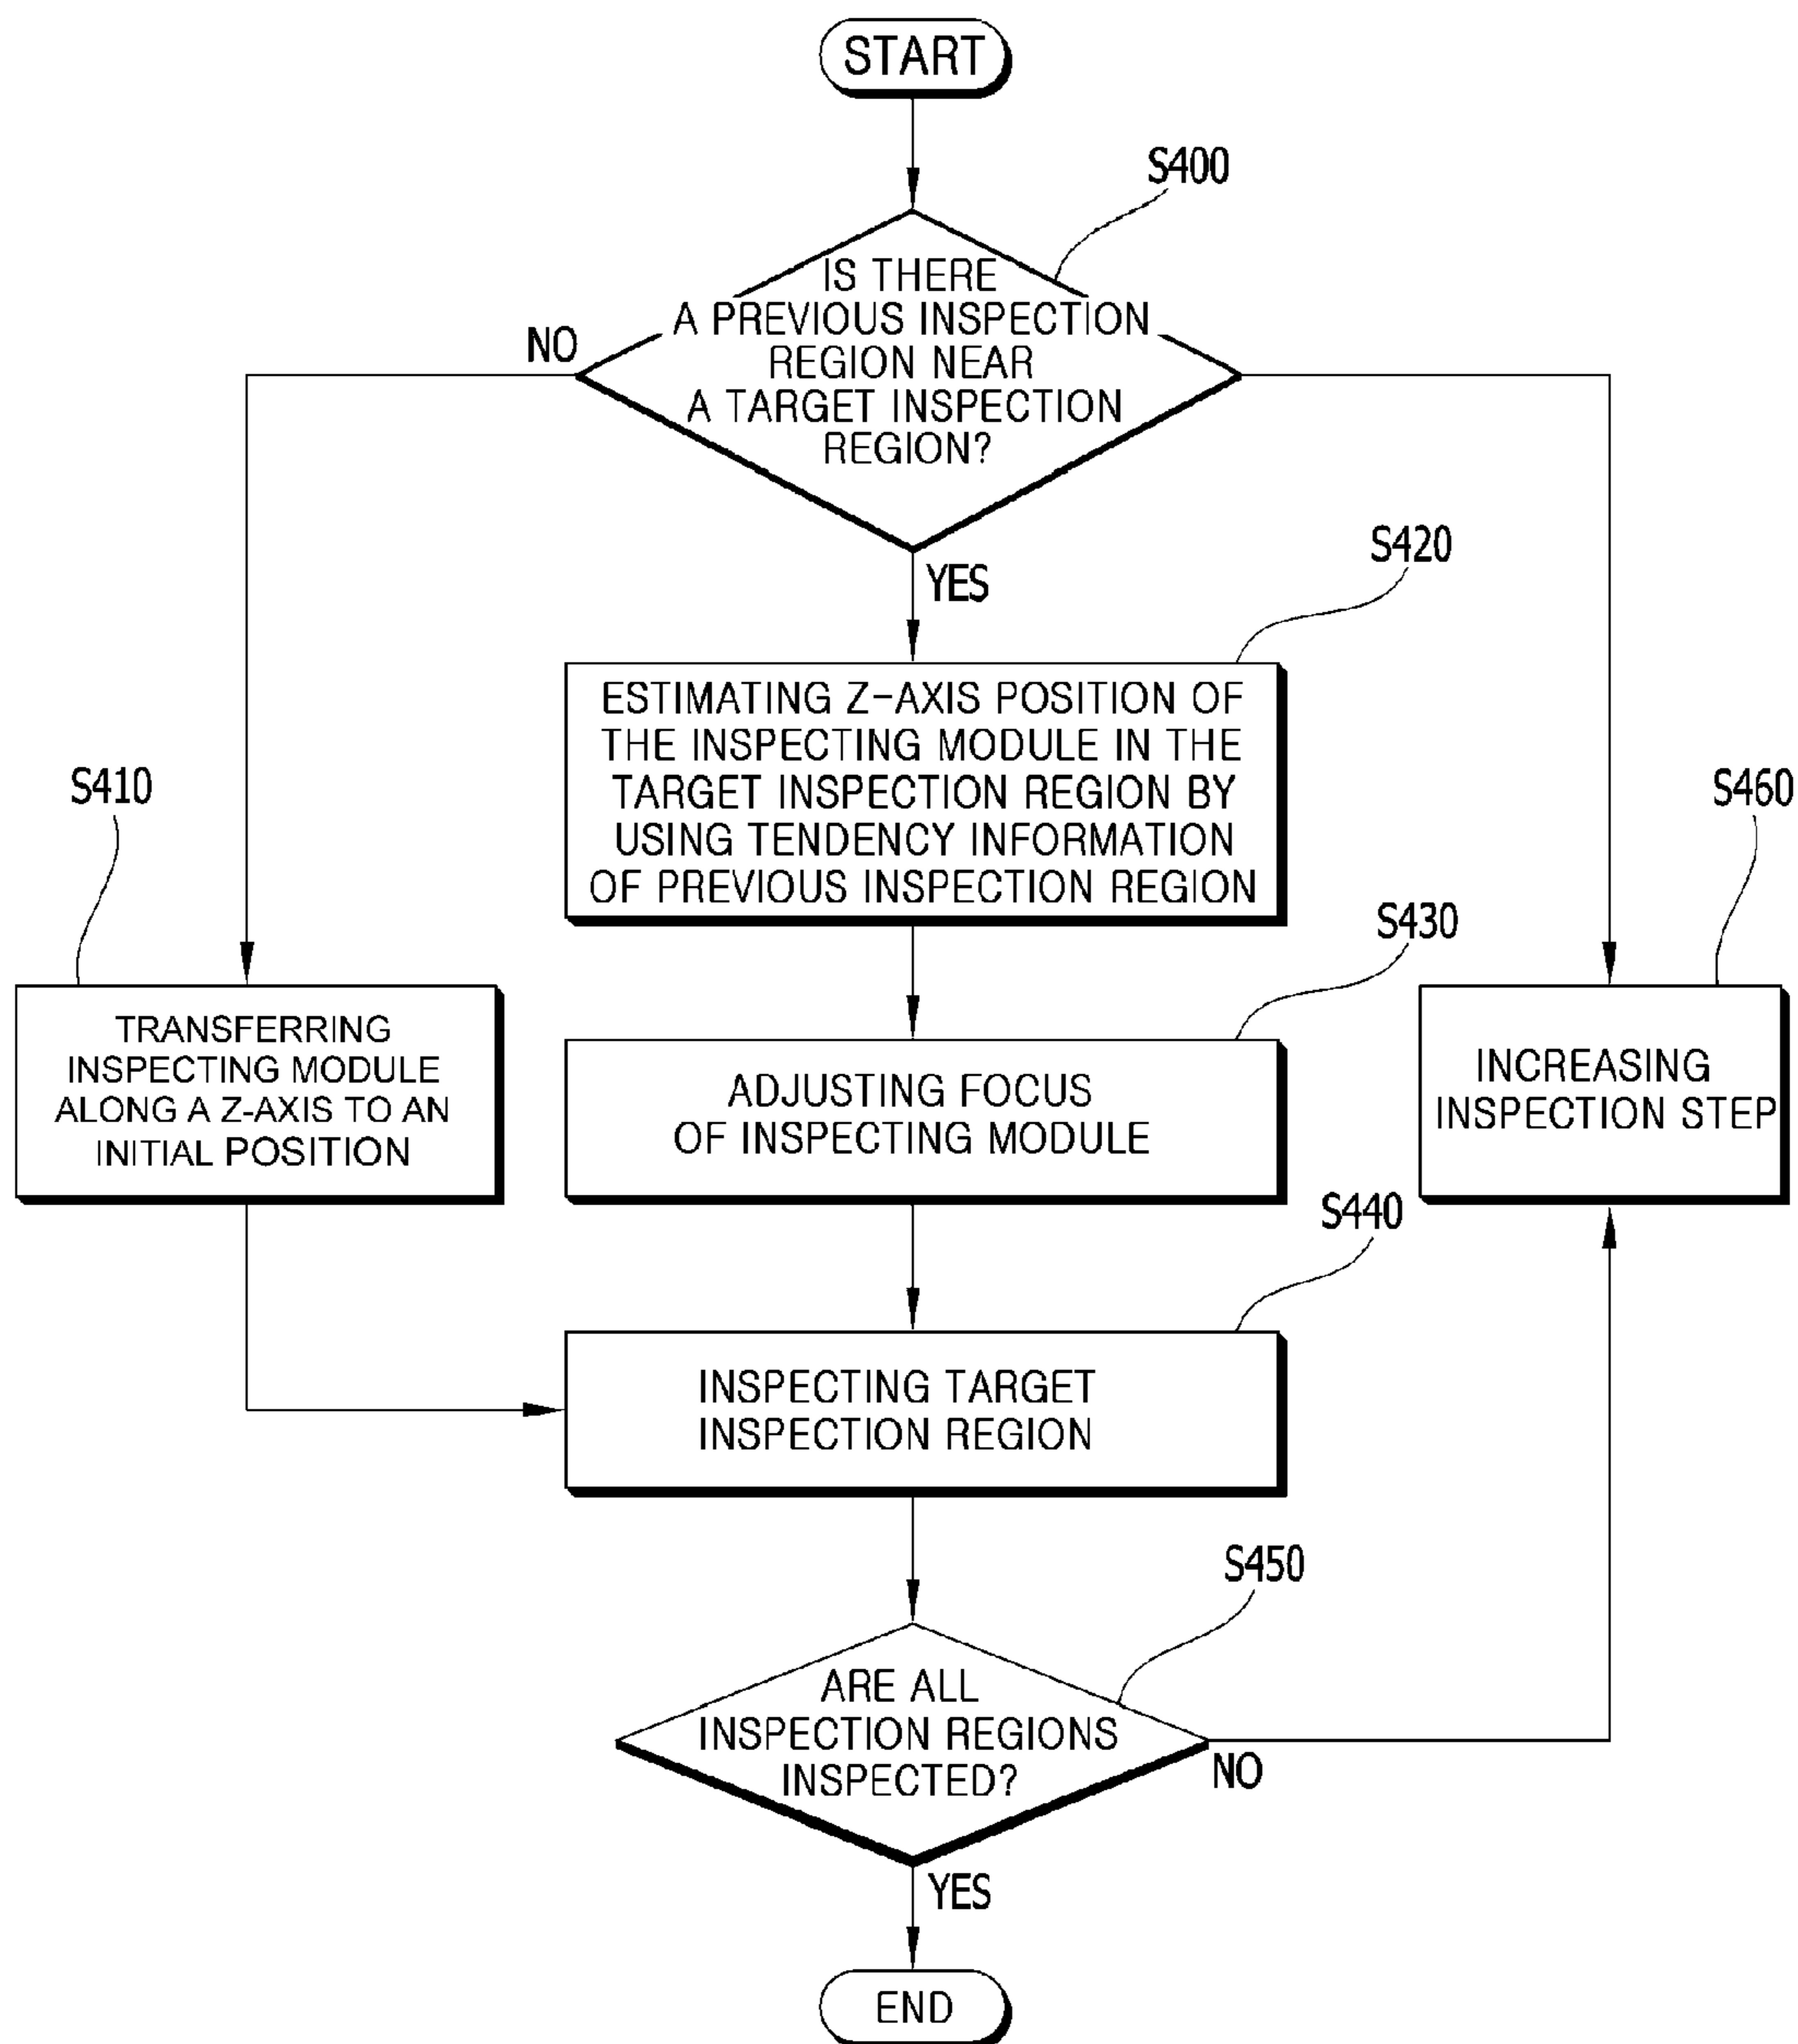 START
S400
IS THERE
A PREVIOUS INSPECTION
REGION NEAR
A TARGET INSPECTION
REGION?
NO
YES
S420
ESTIMATING Z-AXIS POSITION OF
THE INSPECTING MODULE IN THE
TARGET INSPECTION REGION BY
USING TENDENCY INFORMATION
OF PREVIOUS INSPECTION REGION
S410
TRANSFERRING
INSPECTING MODULE
ALONG A Z-AXIS TO AN
INITIAL POSITION
S430
ADJUSTING FOCUS
OF INSPECTING MODULE
S460
INCREASING
INSPECTION STEP
S440
INSPECTING TARGET
INSPECTION REGION
S450
ARE ALL
INSPECTION REGIONS
INSPECTED?
NO
YES
END